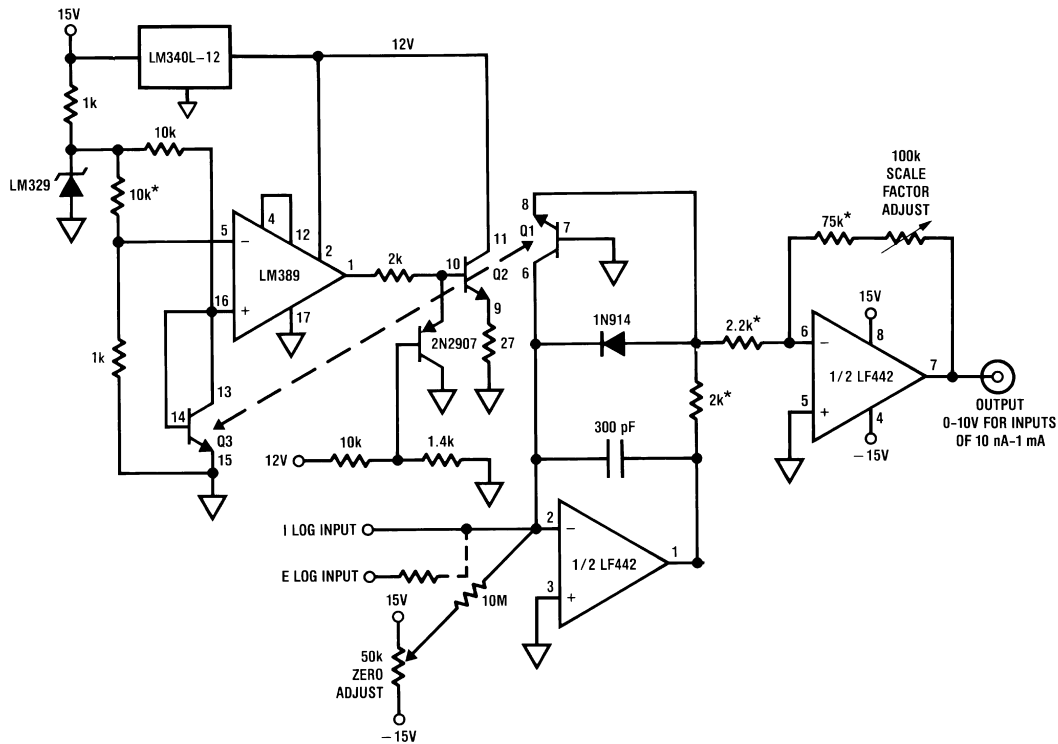 15V
LM340L–12
12V
1k
10k
LM329
10k*
5
4
12
2
LM389
1
16
17
1k
13
14
Q3
15
2k
10
11
Q2
9
27
2N2907
12V
10k
1.4k
8
Q1
7
6
1N914
2.2k*
2k*
300 pF
100k
SCALE
FACTOR
ADJUST
75k*
15V
6
8
1/2 LF442
7
5
4
–15V
OUTPUT
0–10V FOR INPUTS
OF 10 nA–1 mA
I LOG INPUT
E LOG INPUT
2
1/2 LF442
1
3
10M
15V
50k
ZERO
ADJUST
–15V